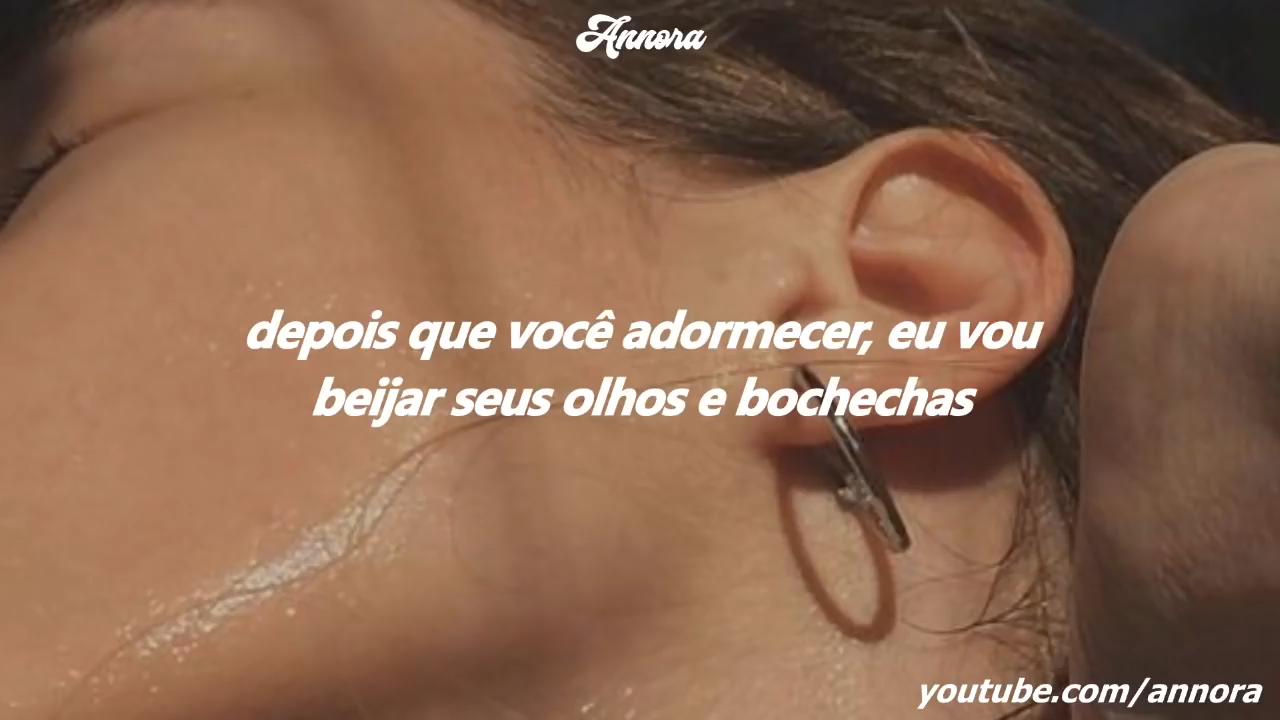 Annora
depois que você adormecer, eu vou
beijar seus olhos e bochechas
youtube.com/annora